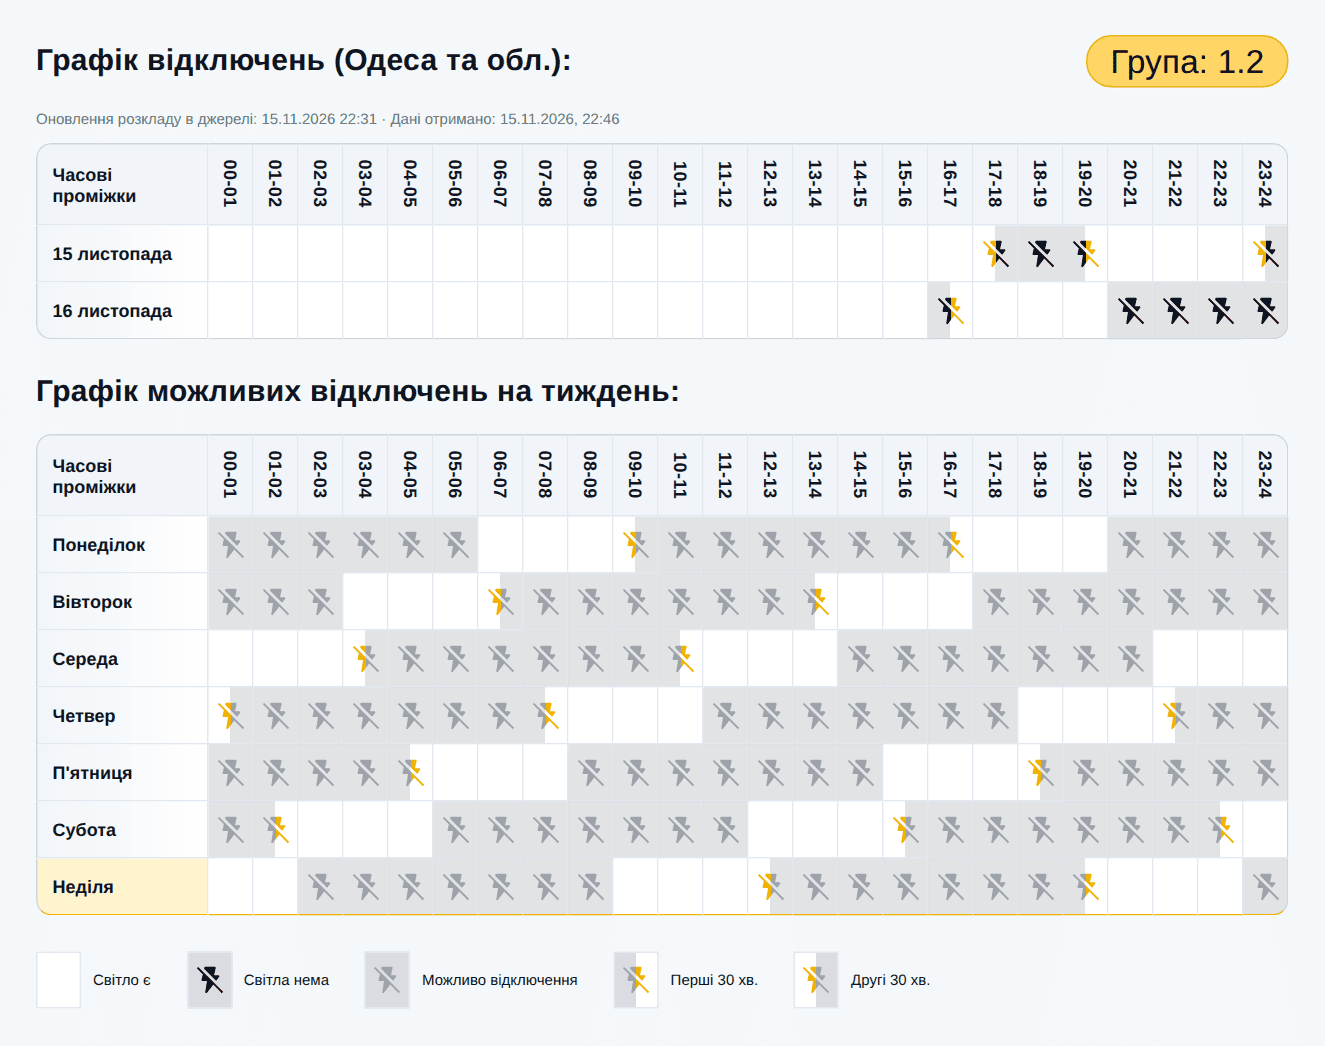 Графік відключень (Одеса та обл.):
Група: 1.2
Оновлення розкладу в джерелі: 15.11.2026 22:31 · Дані отримано: 15.11.2026, 22:46
Часові проміжки 00-01 01-02 02-03 03-04 04-05 05-06 06-07 07-08 08-09 09-10 10-11 11-12 12-13 13-14 14-15 15-16 16-17 17-18 18-19 19-20 20-21 21-22 22-23 23-24
15 листопада
16 листопада
Графік можливих відключень на тиждень:
Часові проміжки 00-01 01-02 02-03 03-04 04-05 05-06 06-07 07-08 08-09 09-10 10-11 11-12 12-13 13-14 14-15 15-16 16-17 17-18 18-19 19-20 20-21 21-22 22-23 23-24
Понеділок
Вівторок
Середа
Четвер
П'ятниця
Субота
Неділя
Світло є Світла нема Можливо відключення Перші 30 хв. Другі 30 хв.